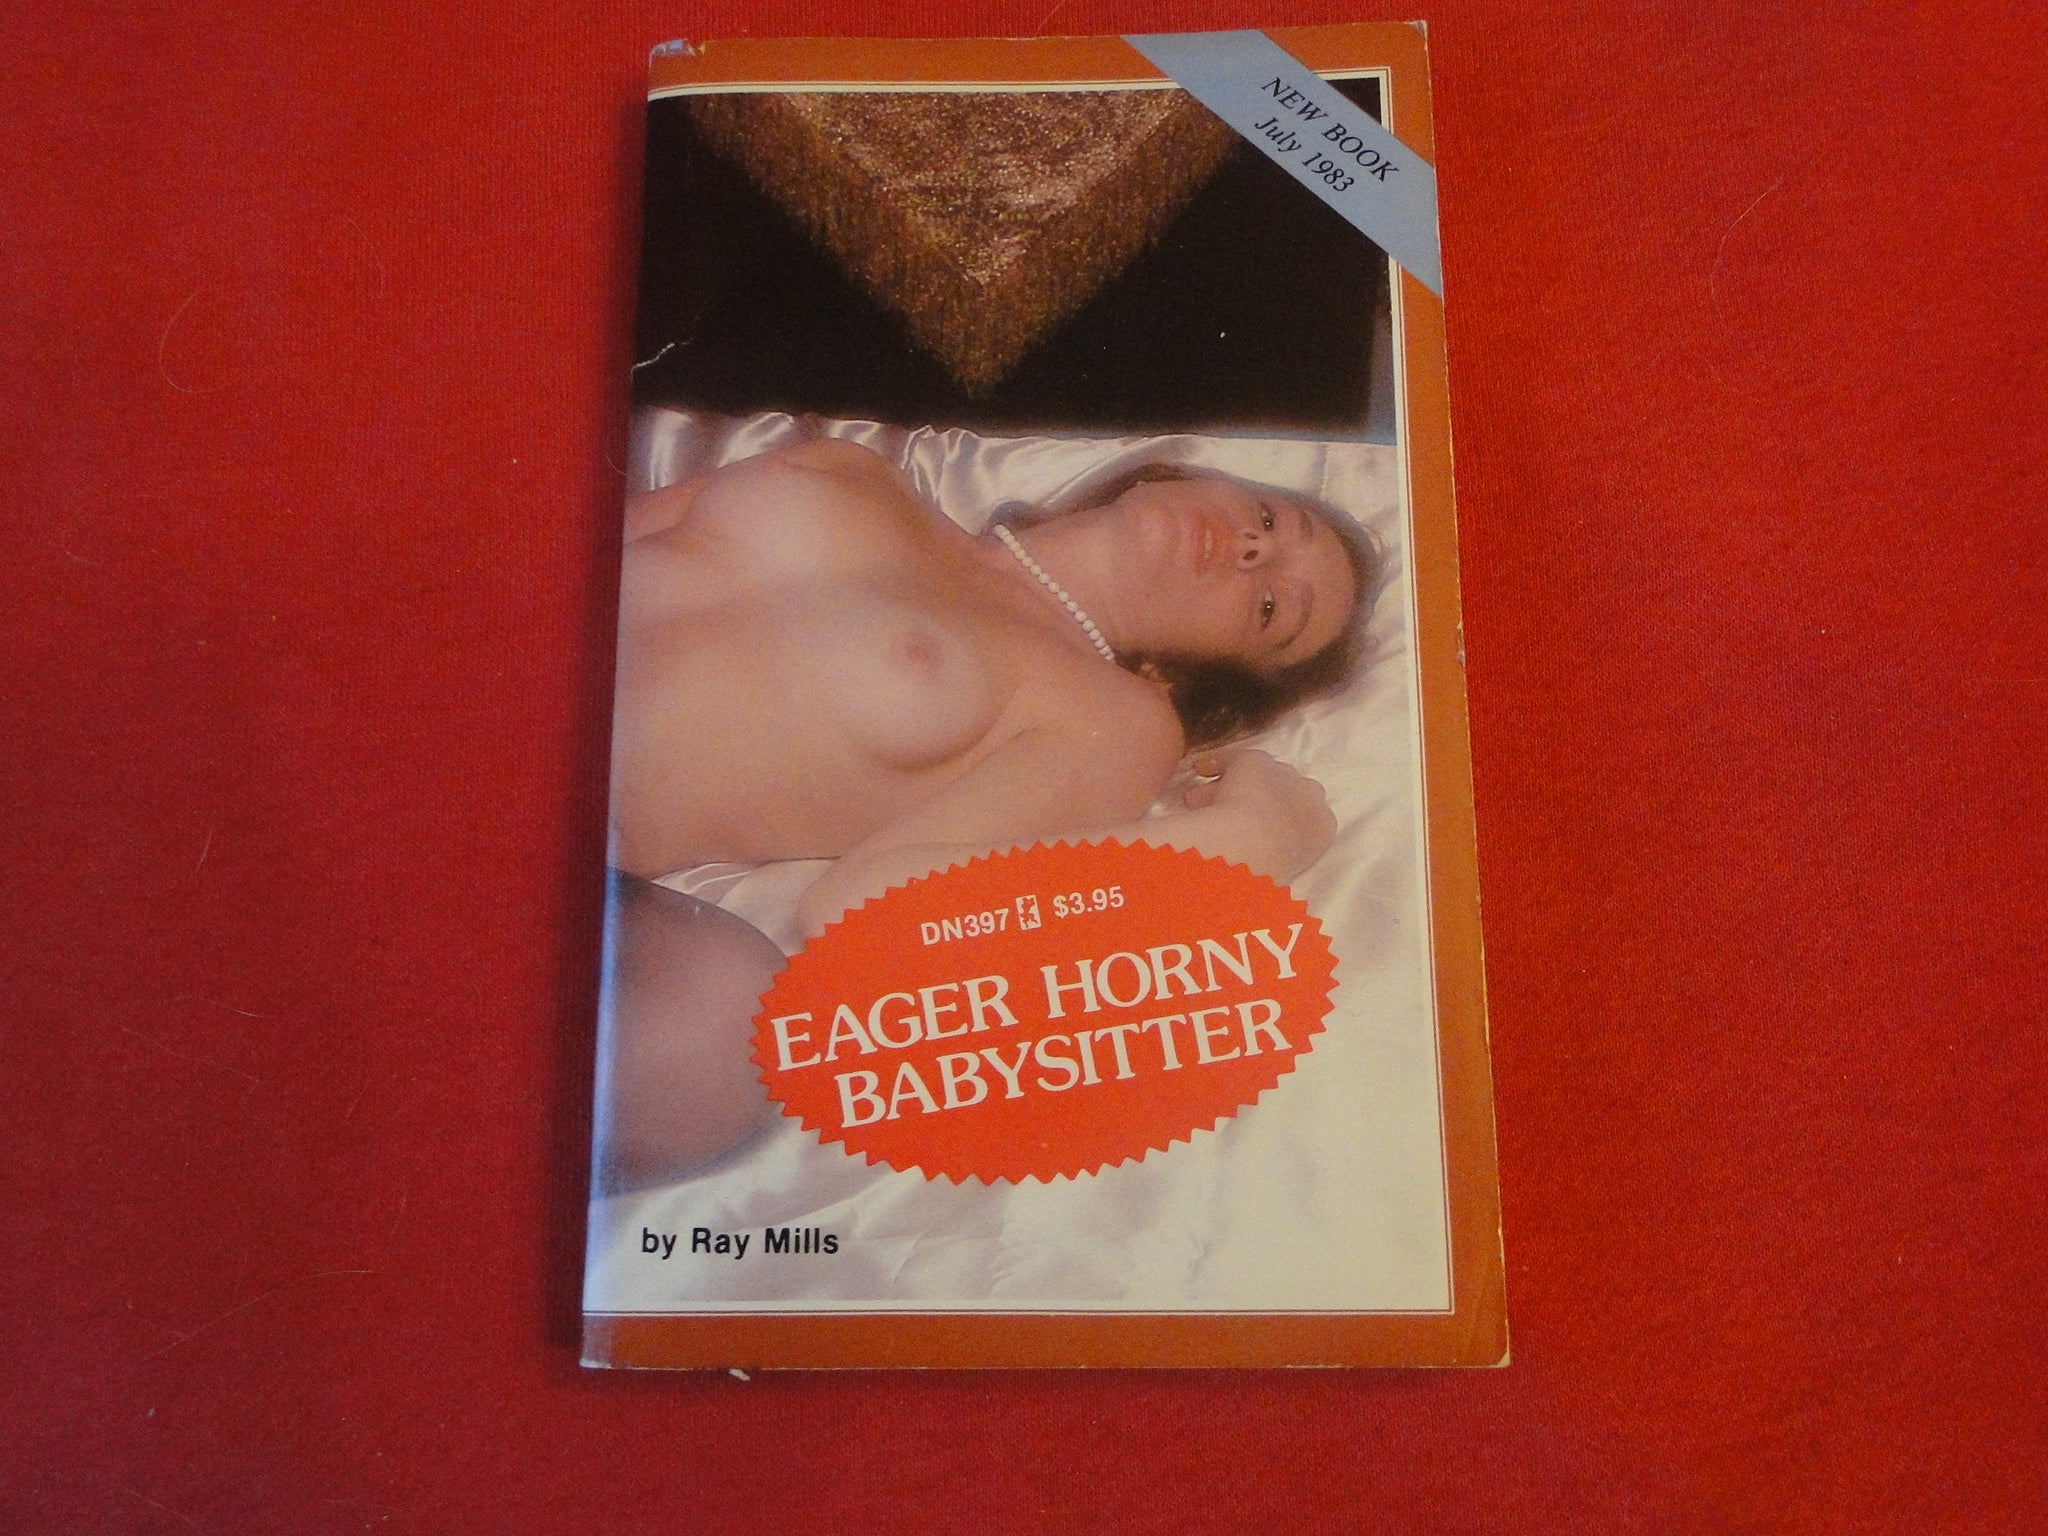 NEW BOOK
July 1983
DN397 $3.95
EAGER HORNY
BABYSITTER
by Ray Mills